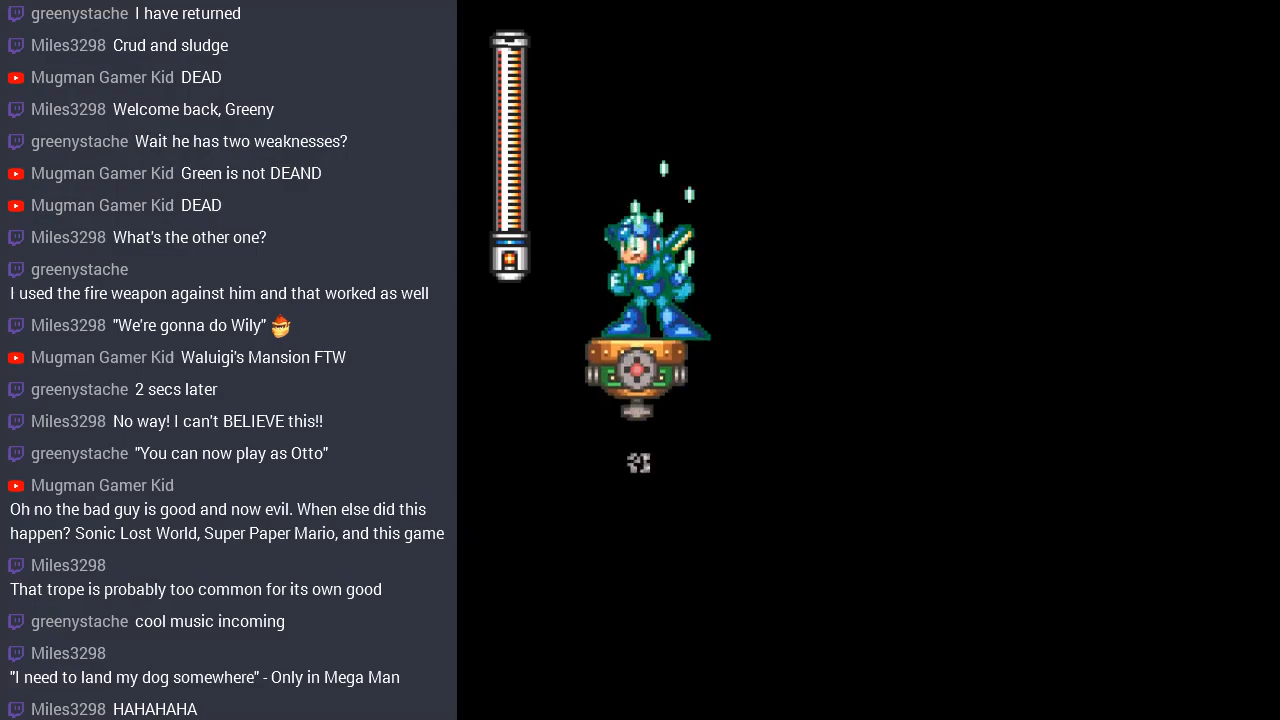 greenystache I have returned
Miles3298 Crud and sludge
Mugman Gamer Kid DEAD
Miles3298 Welcome back, Greeny
greenystache Wait he has two weaknesses?
Mugman Gamer Kid Green is not DEAND
Mugman Gamer Kid DEAD
Miles3298 What's the other one?
greenystache
I used the fire weapon against him and that worked as well
Miles3298 "We're gonna do Wily"
Mugman Gamer Kid Waluigi's Mansion FTW
greenystache 2 secs later
Miles3298 No way! I can't BELIEVE this!!
greenystache "You can now play as Otto"
Mugman Gamer Kid
Oh no the bad guy is good and now evil. When else did this
happen? Sonic Lost World, Super Paper Mario, and this game
Miles3298
That trope is probably too common for its own good
greenystache cool music incoming
Miles3298
"I need to land my dog somewhere" - Only in Mega Man
Miles3298 HAHAHAHA